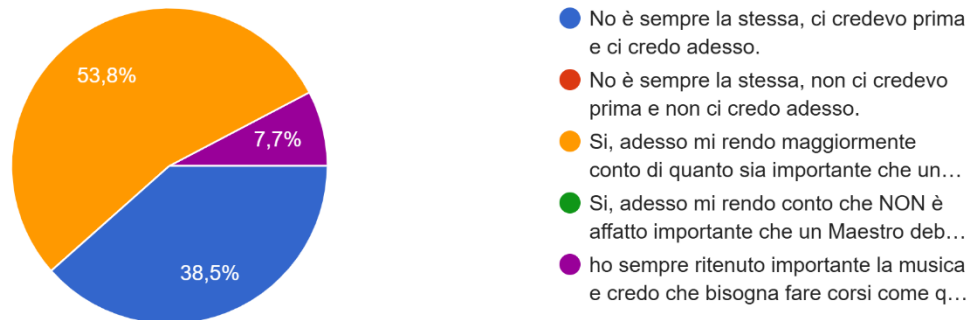 53,8%
7,7%
38,5%
No è sempre la stessa, ci credevo prima
e ci credo adesso.
No è sempre la stessa, non ci credevo
prima e non ci credo adesso.
Si, adesso mi rendo maggiormente
conto di quanto sia importante che un…
Si, adesso mi rendo conto che NON è
affatto importante che un Maestro deb…
ho sempre ritenuto importante la musica
e credo che bisogna fare corsi come q…